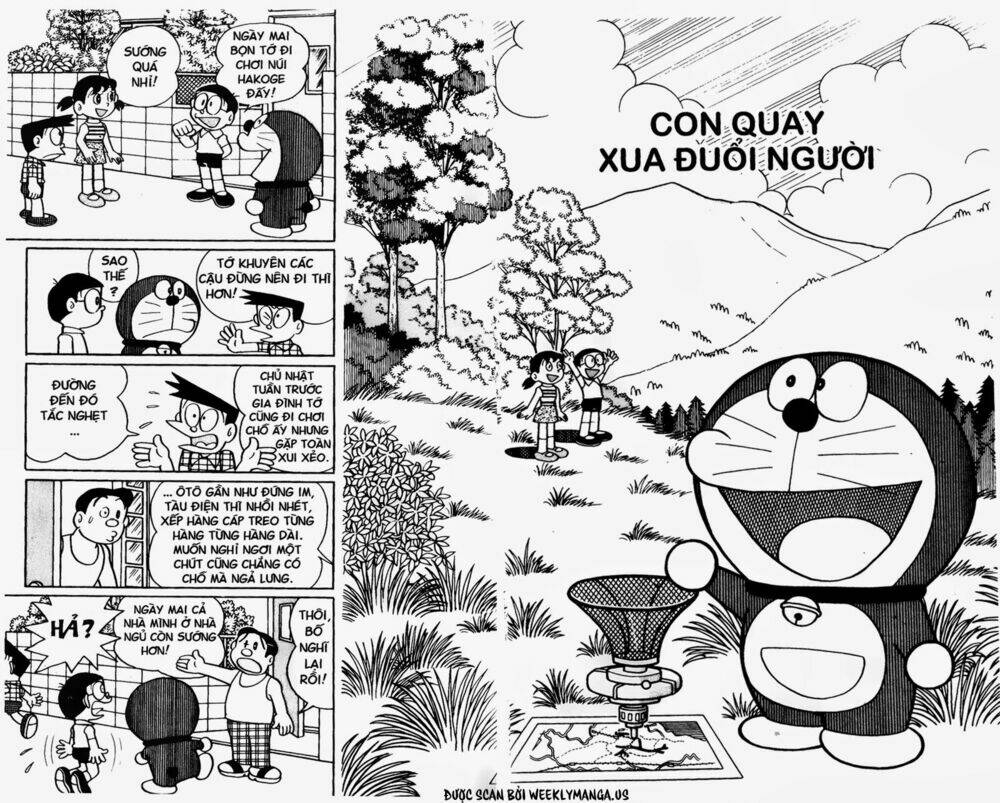 CON QUAY
XUA ĐUỔI NGƯỜI
NGÀY MAI
BỌN TỚ ĐI
CHƠI NÚI
HAKOGE
ĐẤY!
SƯỚNG
QUÁ
NHỈ!
TỚ KHUYÊN CÁC
CẬU ĐỪNG NÊN ĐI THÌ
HƠN!
SAO
THẾ
?
CHỦ NHẬT
TUẦN TRƯỚC
GIA ĐÌNH TỚ
CŨNG ĐI CHƠI
CHỖ ẤY NHƯNG
GẶP TOÀN
XUI XẺO.
ĐƯỜNG
ĐẾN ĐÓ
TẮC NGHẸT
...
... ÔTÔ GẦN NHƯ ĐỨNG IM,
TẦU ĐIỆN THÌ NHỒI NHÉT,
XẾP HÀNG CÁP TREO TỪNG
HÀNG TỪNG HÀNG DÀI.
MUỐN NGHỈ NGƠI MỘT
CHÚT CŨNG CHẲNG CÓ
CHỖ MÀ NGẢ LƯNG.
THÔI,
BỐ
NGHĨ
LẠI
RỒI!
NGÀY MAI CẢ
NHÀ MÌNH Ở NHÀ
NGỦ CÒN SƯỚNG
HƠN!
HẢ?
ĐƯỢC SCAN BỞI WEEKLYMANGA.US